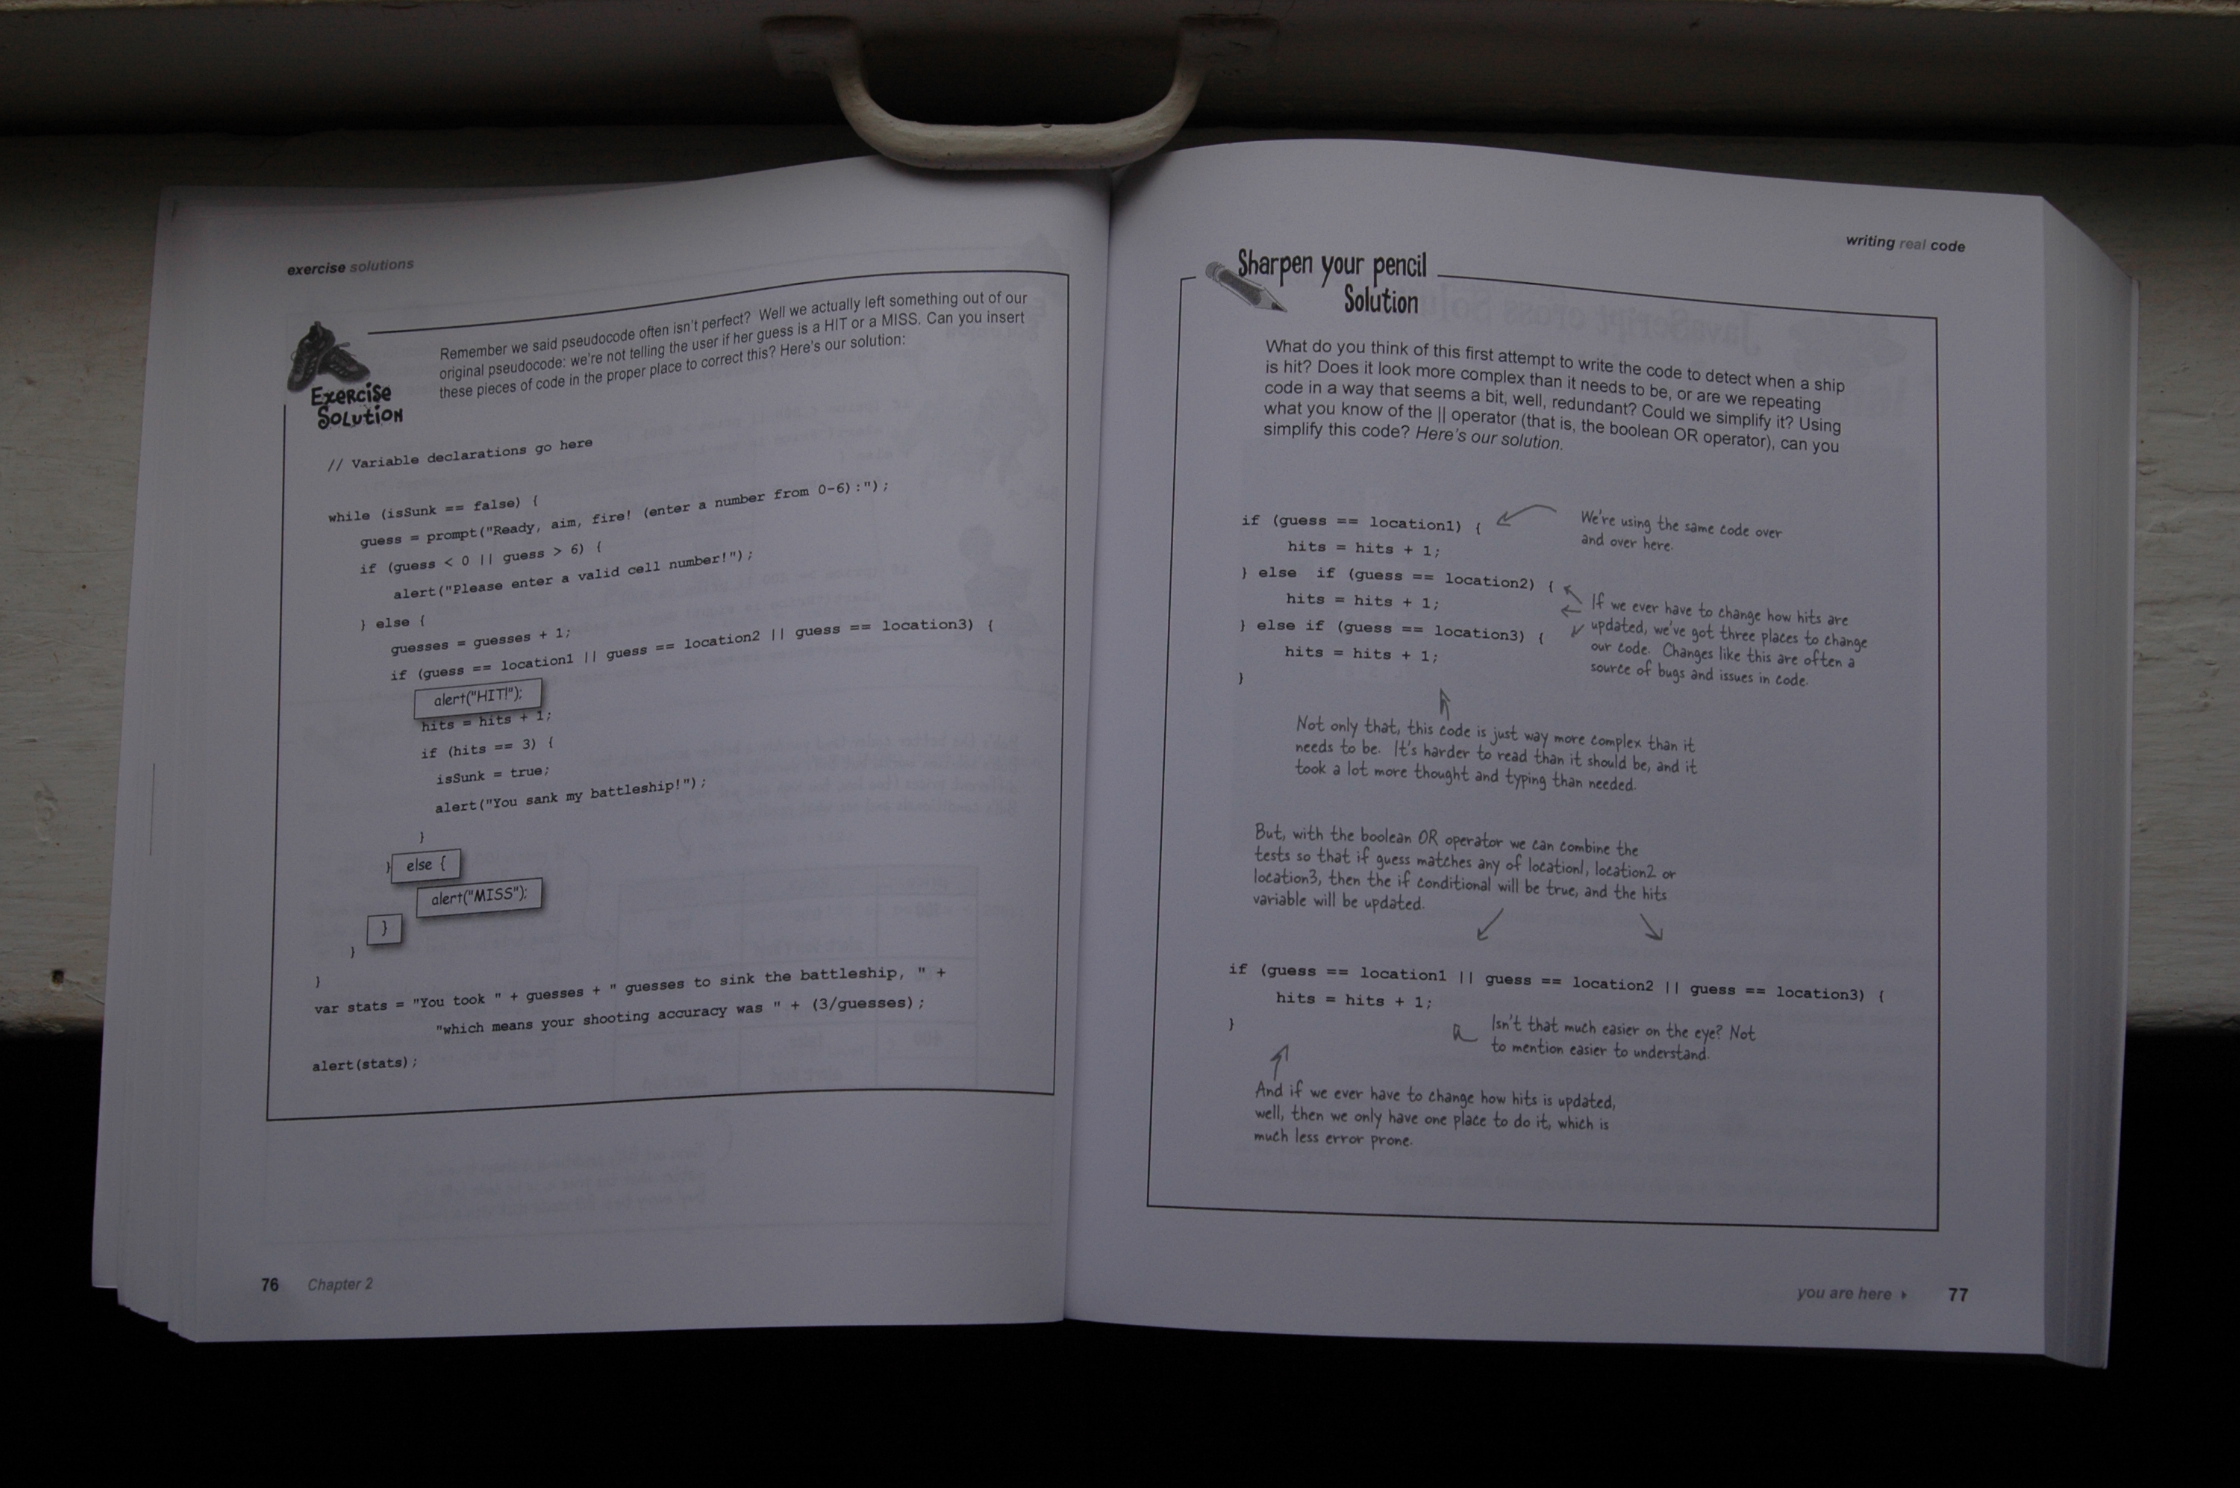 exercise solutions
Exercise
Solution
Remember we said pseudocode often isn't perfect? Well we actually left something out of our
original pseudocode: we're not telling the user if her guess is a HIT or a MISS. Can you insert
these pieces of code in the proper place to correct this? Here's our solution:
// Variable declarations go here
while (isSunk == false) {
guess = prompt("Ready, aim, fire! (enter a number from 0-6):");
if (guess < 0 || guess > 6) {
alert("Please enter a valid cell number!");
} else {
guesses = guesses + 1;
if (guess == location1 || guess == location2 || guess == location3) {
alert("HIT!");
hits = hits + 1;
if (hits == 3) {
isSunk = true;
alert("You sank my battleship!");
}
} else {
alert("MISS");
}
}
}
var stats = "You took " + guesses + " guesses to sink the battleship, " +
"which means your shooting accuracy was " + (3/guesses);
alert(stats);
76 Chapter 2
writing real code
Sharpen your pencil
Solution
What do you think of this first attempt to write the code to detect when a ship
is hit? Does it look more complex than it needs to be, or are we repeating
code in a way that seems a bit, well, redundant? Could we simplify it? Using
what you know of the || operator (that is, the boolean OR operator), can you
simplify this code? Here's our solution.
if (guess == location1) {
hits = hits + 1;
} else if (guess == location2) {
hits = hits + 1;
} else if (guess == location3) {
hits = hits + 1;
}
We're using the same code over
and over here.
If we ever have to change how hits are
updated, we've got three places to change
our code. Changes like this are often a
source of bugs and issues in code.
Not only that, this code is just way more complex than it
needs to be. It's harder to read than it should be, and it
took a lot more thought and typing than needed.
But, with the boolean OR operator we can combine the
tests so that if guess matches any of location1, location2 or
location3, then the if conditional will be true, and the hits
variable will be updated.
if (guess == location1 || guess == location2 || guess == location3) {
hits = hits + 1;
}
Isn't that much easier on the eye? Not
to mention easier to understand.
And if we ever have to change how hits is updated,
well, then we only have one place to do it, which is
much less error prone.
you are here ▸ 77